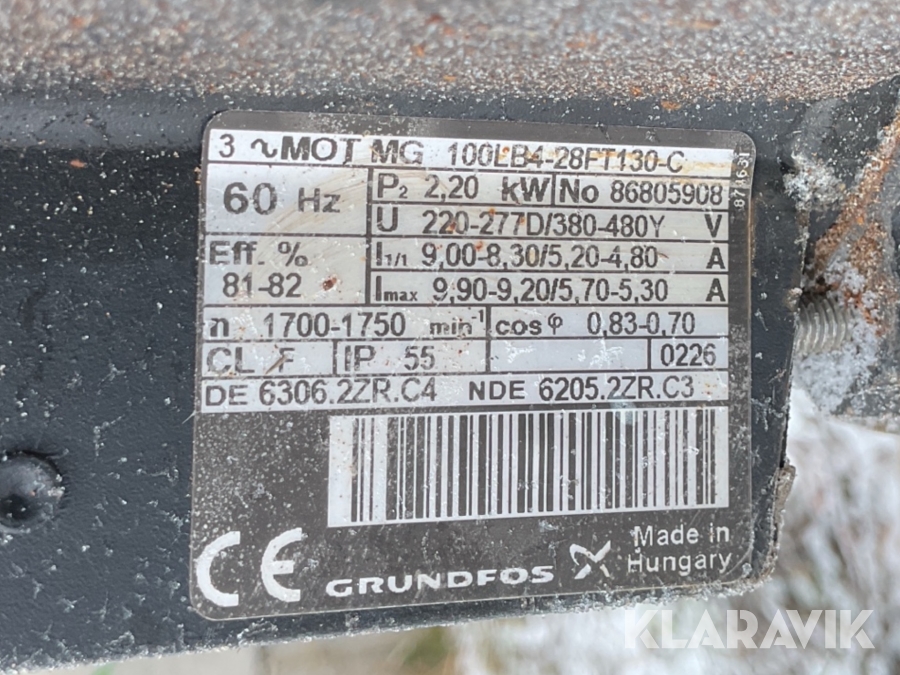 3 ~MOT MG 100LB4-28FT130-C
60 Hz
P2 2,20 kW No 86805908
U 220-277D/380-480Y V
Eff. % 81-82
I1/1 9,00-8,30/5,20-4,80 A
Imax 9,90-9,20/5,70-5,30 A
n 1700-1750 min-1 cos φ 0,83-0,70
CL F IP 55 0226
DE 6306.2ZR.C4 NDE 6205.2ZR.C3
CE GRUNDFOS
Made in
Hungary
KLARAVIK